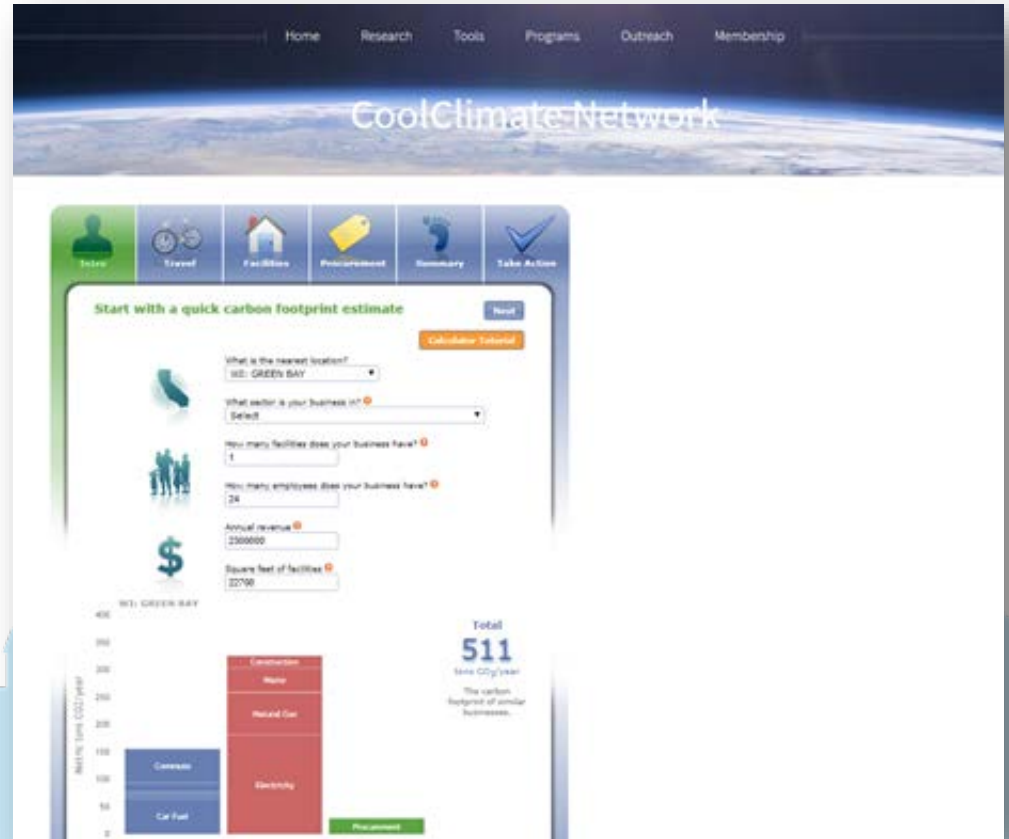 Home Research Tools Programs Outreach Membership
CoolClimate Network
Intro Travel Facilities Procurement Summary Take Action
Start with a quick carbon footprint estimate
Next
Calculator Tutorial
What is the nearest location?
WI: GREEN BAY
What sector is your business in?
Select
How many facilities does your business have?
1
How many employees does your business have?
24
Annual revenue
2300000
Square feet of facilities
22700
WI: GREEN BAY
Total
511
tons CO2/year
The carbon
footprint of similar
businesses.
Metric tons CO2/year
400
350
300
250
200
150
100
50
0
Construction
Water
Natural Gas
Electricity
Commute
Car Fuel
Procurement